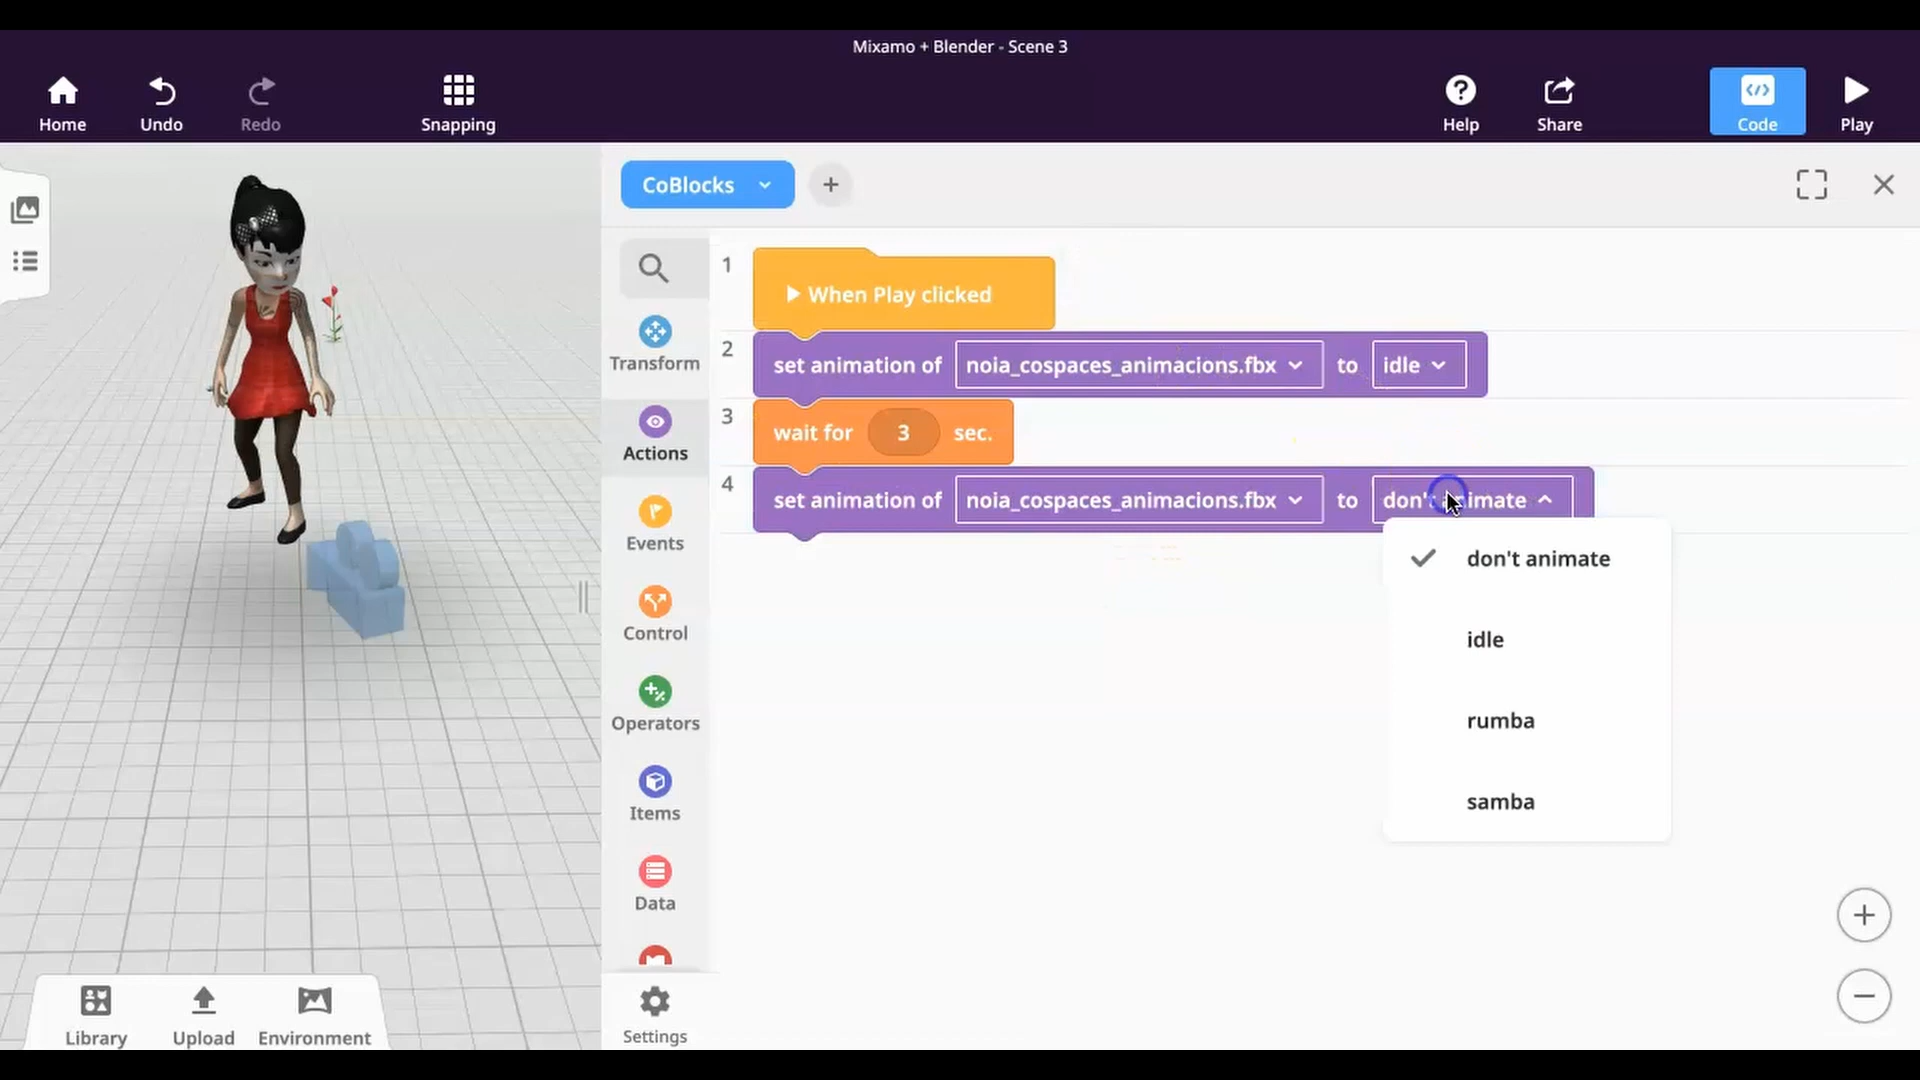 Mixamo + Blender - Scene 3
Home
Undo
Redo
Snapping
Help
Share
Code
Play
CoBlocks
Transform
Actions
Events
Control
Operators
Items
Data
Settings
1
When Play clicked
2
set animation of noia_cospaces_animacions.fbx to idle
3
wait for 3 sec.
4
set animation of noia_cospaces_animacions.fbx to don't animate
don't animate
idle
rumba
samba
Library
Upload
Environment